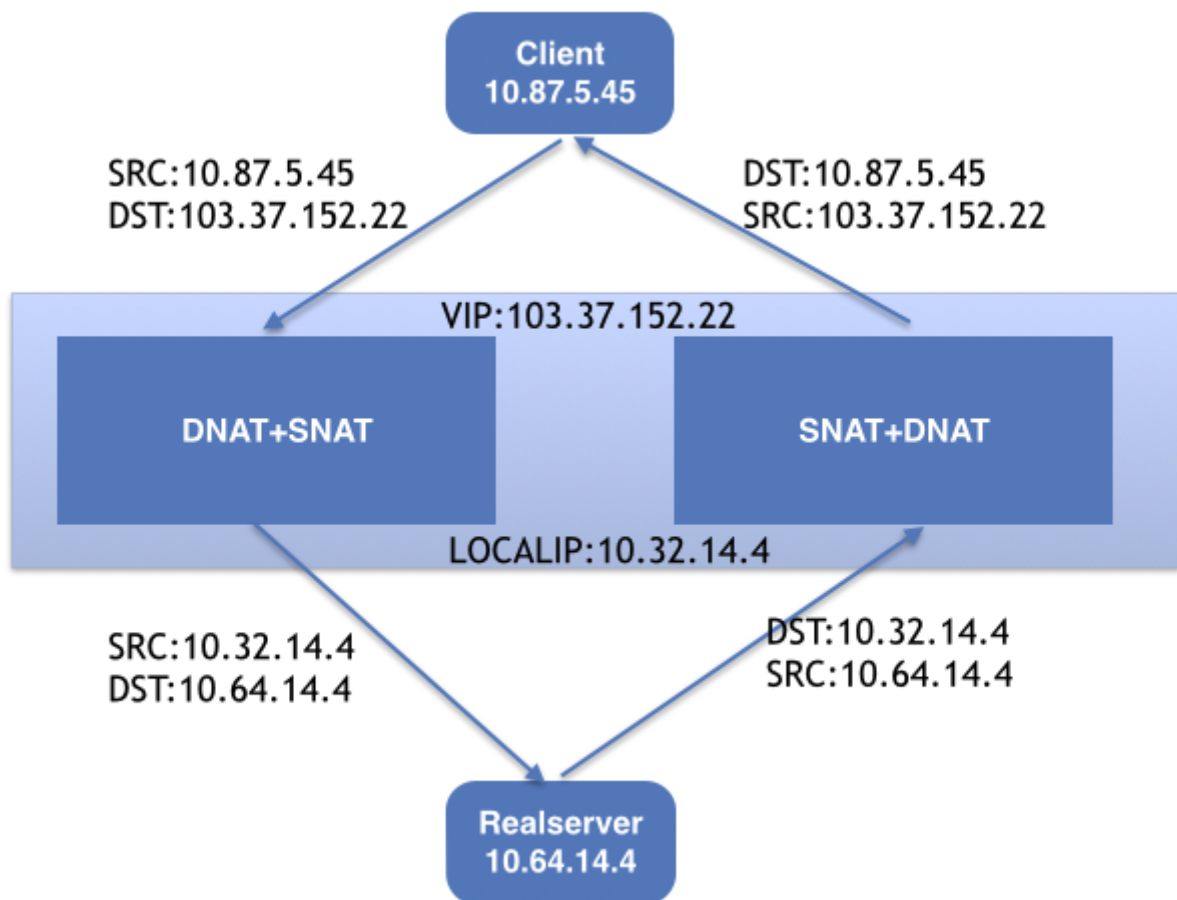 Client
10.87.5.45
SRC:10.87.5.45
DST:103.37.152.22
DST:10.87.5.45
SRC:103.37.152.22
VIP:103.37.152.22
DNAT+SNAT
SNAT+DNAT
LOCALIP:10.32.14.4
SRC:10.32.14.4
DST:10.64.14.4
DST:10.32.14.4
SRC:10.64.14.4
Realserver
10.64.14.4